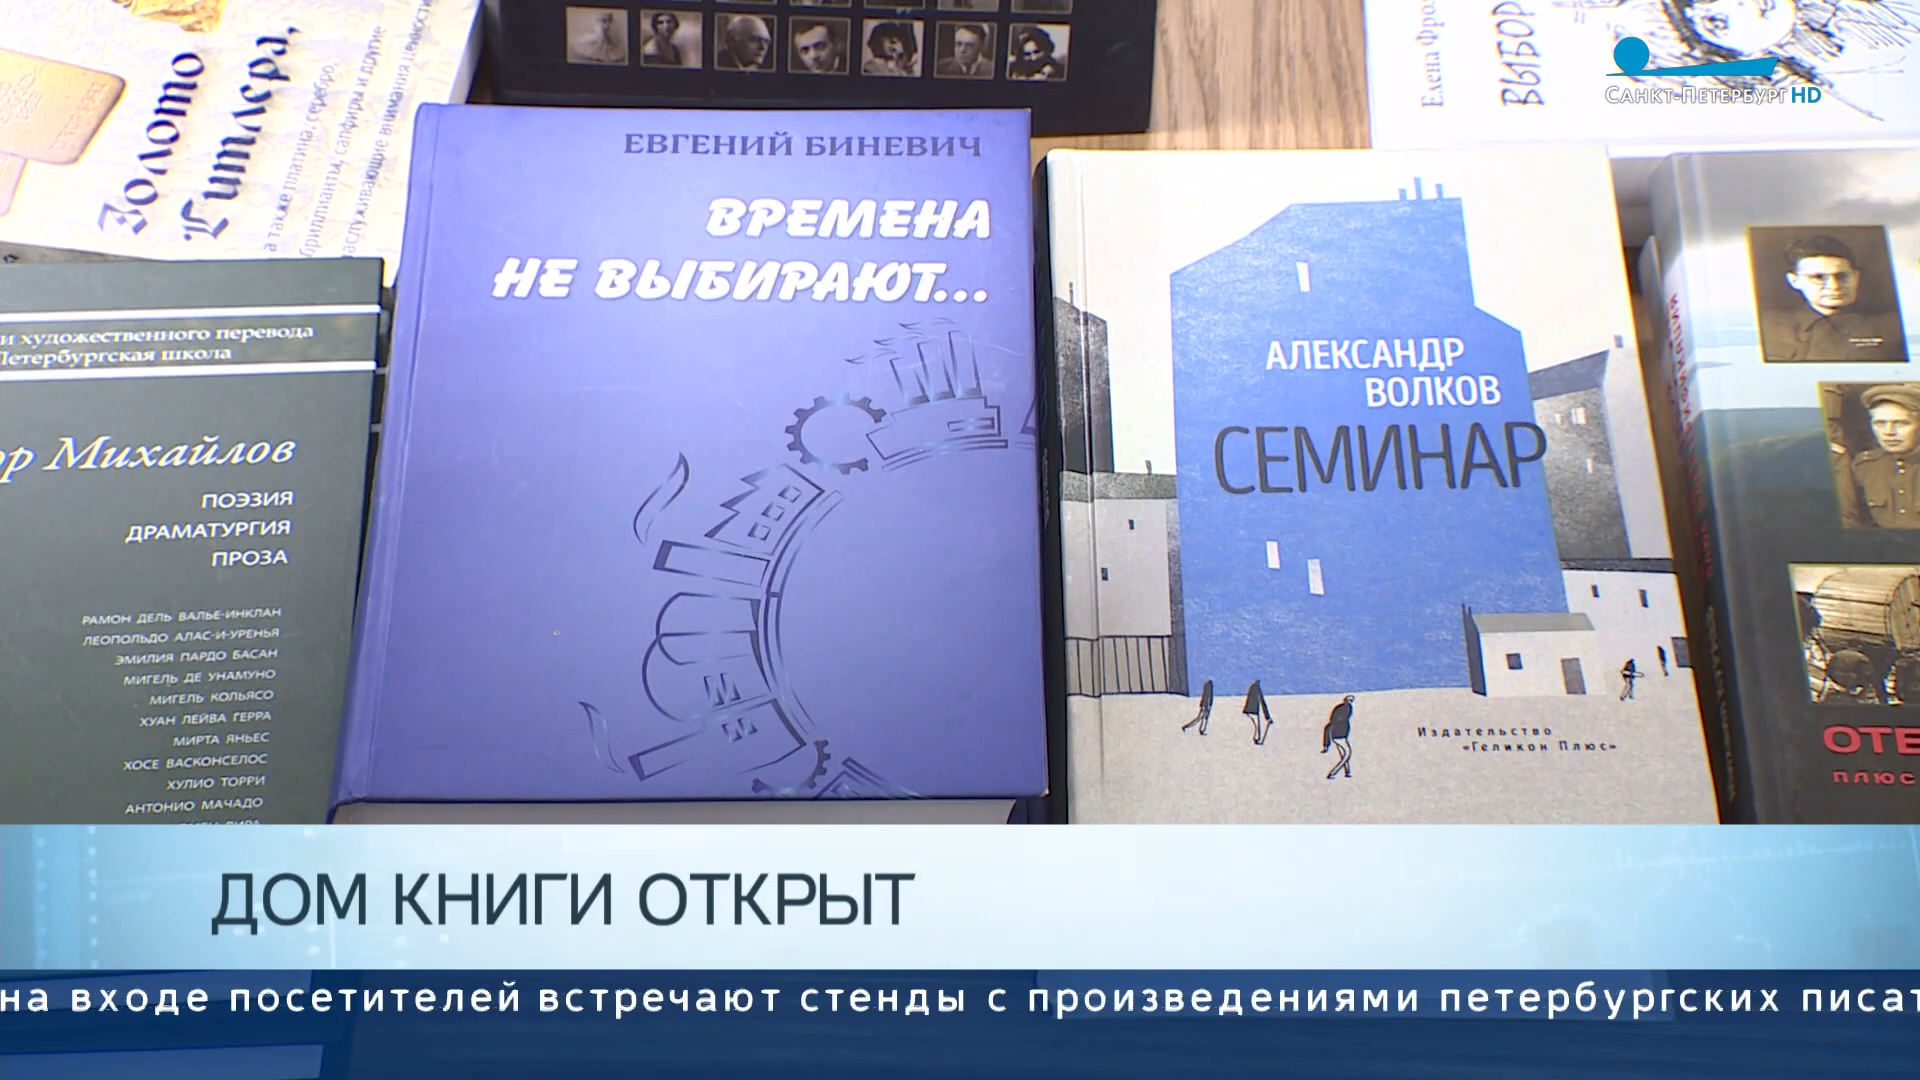 Золото
Гитлера,
а также платина, серебро,
бриллианты, сапфиры и другие
заслуживающие внимания ценности
Елена Фро
ВЫБОР
САНКТ-ПЕТЕРБУРГ HD
ЕВГЕНИЙ БИНЕВИЧ
ВРЕМЕНА
НЕ ВЫБИРАЮТ...
АЛЕКСАНДР
ВОЛКОВ
СЕМИНАР
Издательство
«Геликон Плюс»
и художественного перевода
Петербургская школа
ор Михайлов
ПОЭЗИЯ
ДРАМАТУРГИЯ
ПРОЗА
РАМОН ДЕЛЬ ВАЛЬЕ-ИНКЛАН
ЛЕОПОЛЬДО АЛАС-И-УРЕНЬЯ
ЭМИЛИЯ ПАРДО БАСАН
МИГЕЛЬ ДЕ УНАМУНО
МИГЕЛЬ КОЛЬЯСО
ХУАН ЛЕЙВА ГЕРРА
МИРТА ЯНЬЕС
ХОСЕ ВАСКОНСЕЛОС
ХУЛИО ТОРРИ
АНТОНИО МАЧАДО
ОТЕ
ПЛЮС
ДОМ КНИГИ ОТКРЫТ
на входе посетителей встречают стенды с произведениями петербургских писат